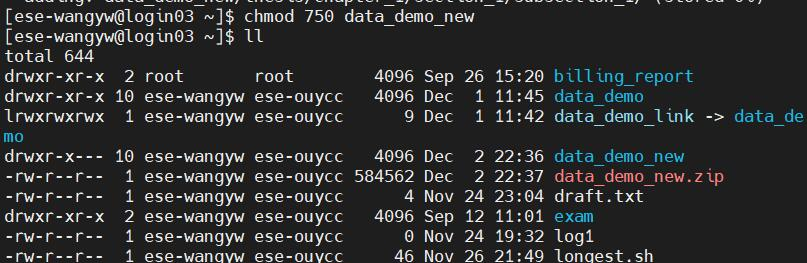 adding: data_demo_new/thesis/chapter_1/section_1/subsection_1/ (stored 0%)
[ese-wangyw@login03 ~]$ chmod 750 data_demo_new
[ese-wangyw@login03 ~]$ ll
total 644
drwxr-xr-x  2 root       root         4096 Sep 26 15:20 billing_report
drwxr-xr-x 10 ese-wangyw ese-ouycc   4096 Dec  1 11:45 data_demo
lrwxrwxrwx  1 ese-wangyw ese-ouycc      9 Dec  1 11:42 data_demo_link -> data_de
mo
drwxr-x--- 10 ese-wangyw ese-ouycc   4096 Dec  2 22:36 data_demo_new
-rw-r--r--  1 ese-wangyw ese-ouycc 584562 Dec  2 22:37 data_demo_new.zip
-rw-r--r--  1 ese-wangyw ese-ouycc      4 Nov 24 23:04 draft.txt
drwxr-xr-x  2 ese-wangyw ese-ouycc   4096 Sep 12 11:01 exam
-rw-r--r--  1 ese-wangyw ese-ouycc      0 Nov 24 19:32 log1
-rw-r--r--  1 ese-wangyw ese-ouycc     46 Nov 26 21:49 longest.sh